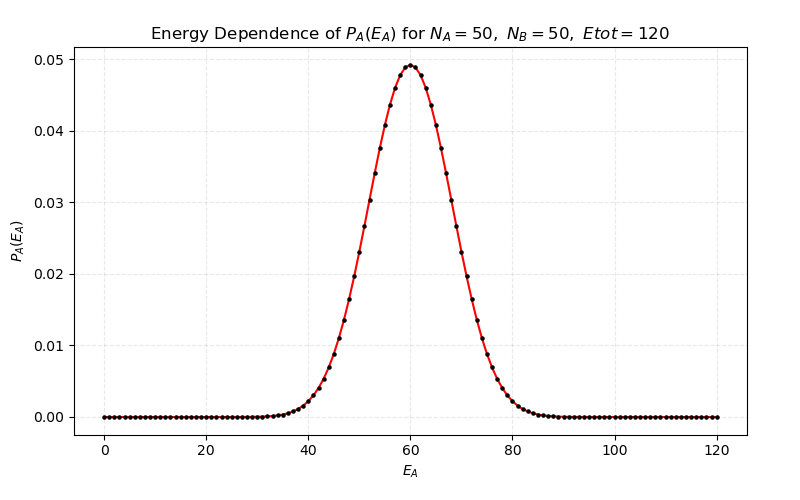 Energy Dependence of $P_A(E_A)$ for $N_A = 50,\ N_B = 50,\ Etot = 120$
0.05
0.04
0.03
0.02
0.01
0.00
$P_A(E_A)$
0 20 40 60 80 100 120
$E_A$